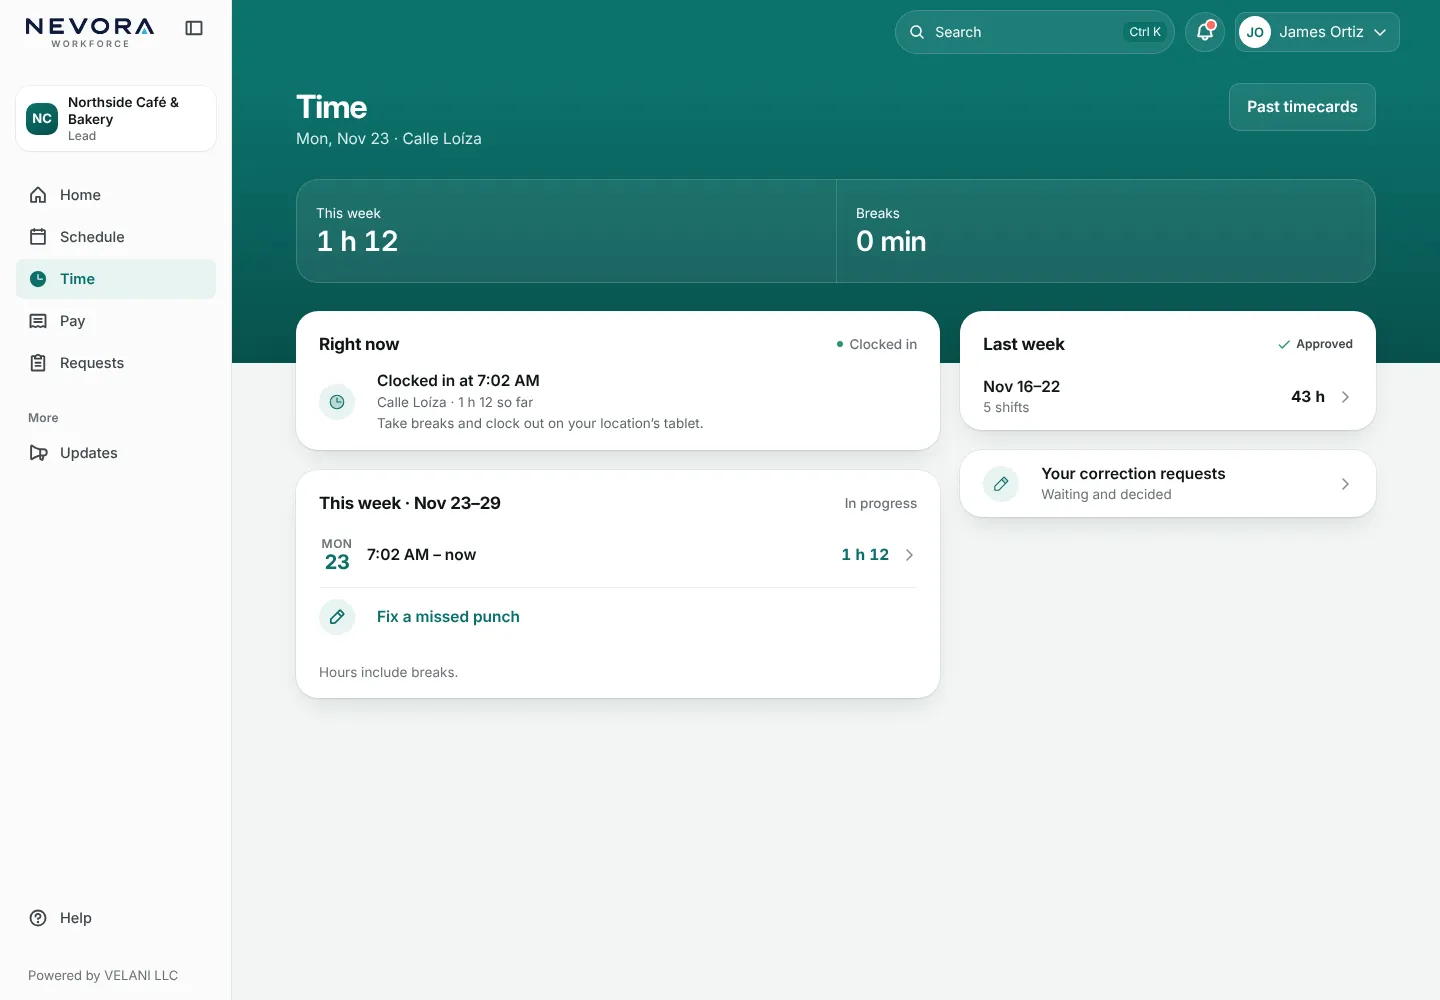 NEVORA
WORKFORCE
NC
Northside Café &
Bakery
Lead
Home
Schedule
Time
Pay
Requests
More
Updates
Help
Powered by VELANI LLC
Search
Ctrl K
JO
James Ortiz
Time
Mon, Nov 23 · Calle Loíza
Past timecards
This week
1 h 12
Breaks
0 min
Right now
Clocked in
Clocked in at 7:02 AM
Calle Loíza · 1 h 12 so far
Take breaks and clock out on your location’s tablet.
This week · Nov 23–29
In progress
MON
23
7:02 AM – now
1 h 12
Fix a missed punch
Hours include breaks.
Last week
Approved
Nov 16–22
5 shifts
43 h
Your correction requests
Waiting and decided